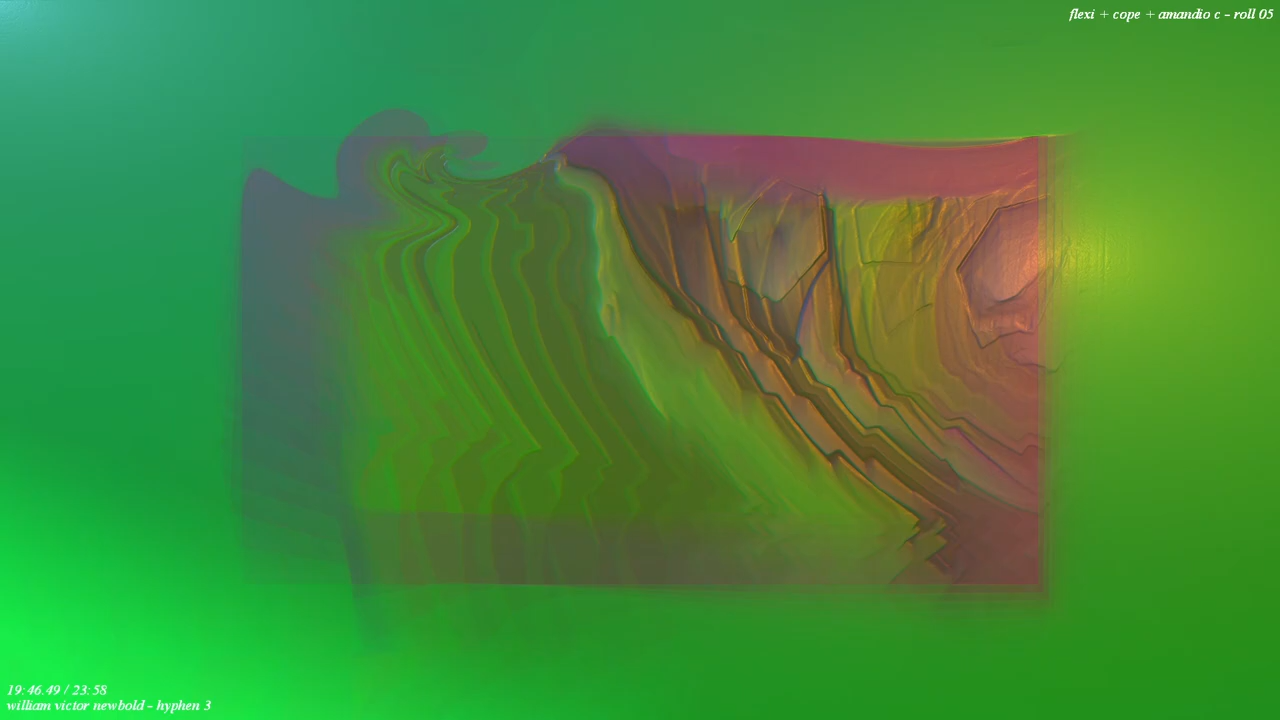 flexi + cope + amandio c - roll 05
19:46.49 / 23:58
william victor newbold - hyphen 3